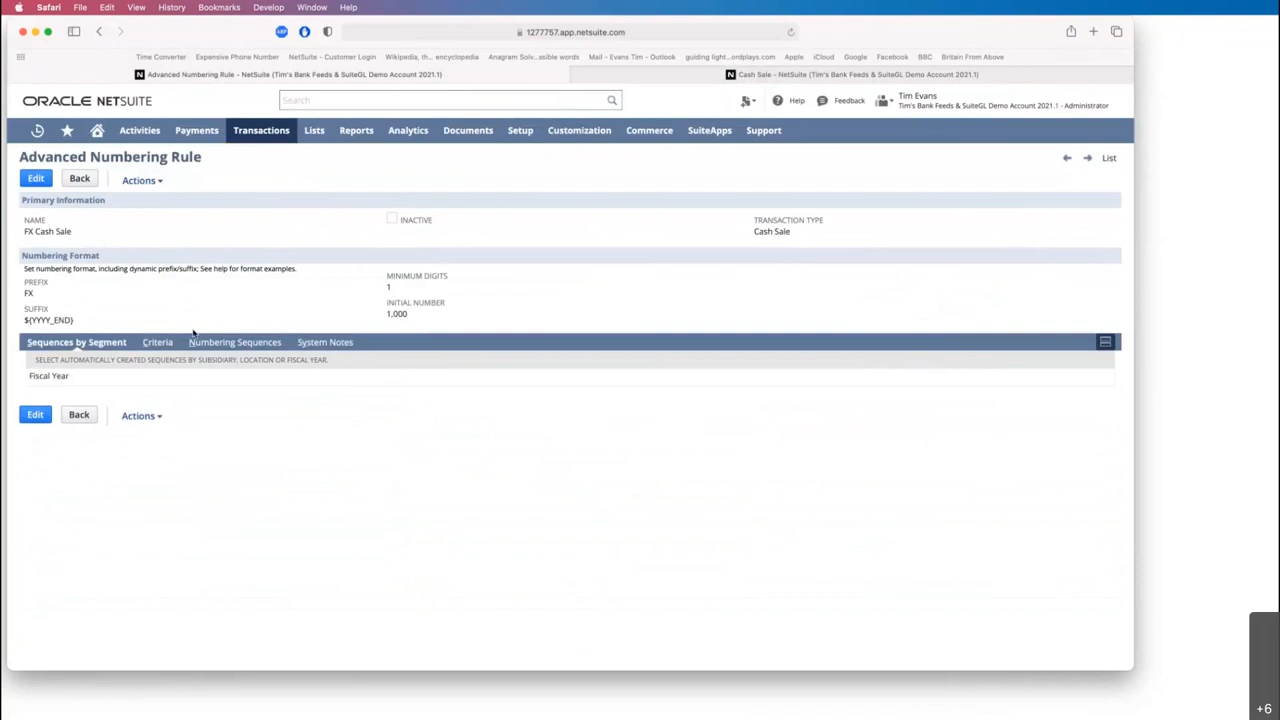 Safari File Edit View History Bookmarks Develop Window Help
ABP 1277757.app.netsuite.com
Time Converter Expensive Phone Number NetSuite - Customer Login Wikipedia, th... encyclopedia Anagram Solv...ssible words Mail - Evans Tim - Outlook guiding light...ordplays.com Apple iCloud Google Facebook BBC Britain From Above
N Advanced Numbering Rule - NetSuite (Tim's Bank Feeds & SuiteGL Demo Account 2021.1) N Cash Sale - NetSuite (Tim's Bank Feeds & SuiteGL Demo Account 2021.1)
ORACLE NETSUITE Search Help Feedback Tim Evans
Tim's Bank Feeds & SuiteGL Demo Account 2021.1 - Administrator
Activities Payments Transactions Lists Reports Analytics Documents Setup Customization Commerce SuiteApps Support
Advanced Numbering Rule List
Edit Back Actions
Primary Information
NAME INACTIVE TRANSACTION TYPE
FX Cash Sale Cash Sale
Numbering Format
Set numbering format, including dynamic prefix/suffix; See help for format examples.
PREFIX MINIMUM DIGITS
FX 1
SUFFIX INITIAL NUMBER
${YYYY_END} 1,000
Sequences by Segment Criteria Numbering Sequences System Notes
SELECT AUTOMATICALLY CREATED SEQUENCES BY SUBSIDIARY, LOCATION OR FISCAL YEAR.
Fiscal Year
Edit Back Actions
+6